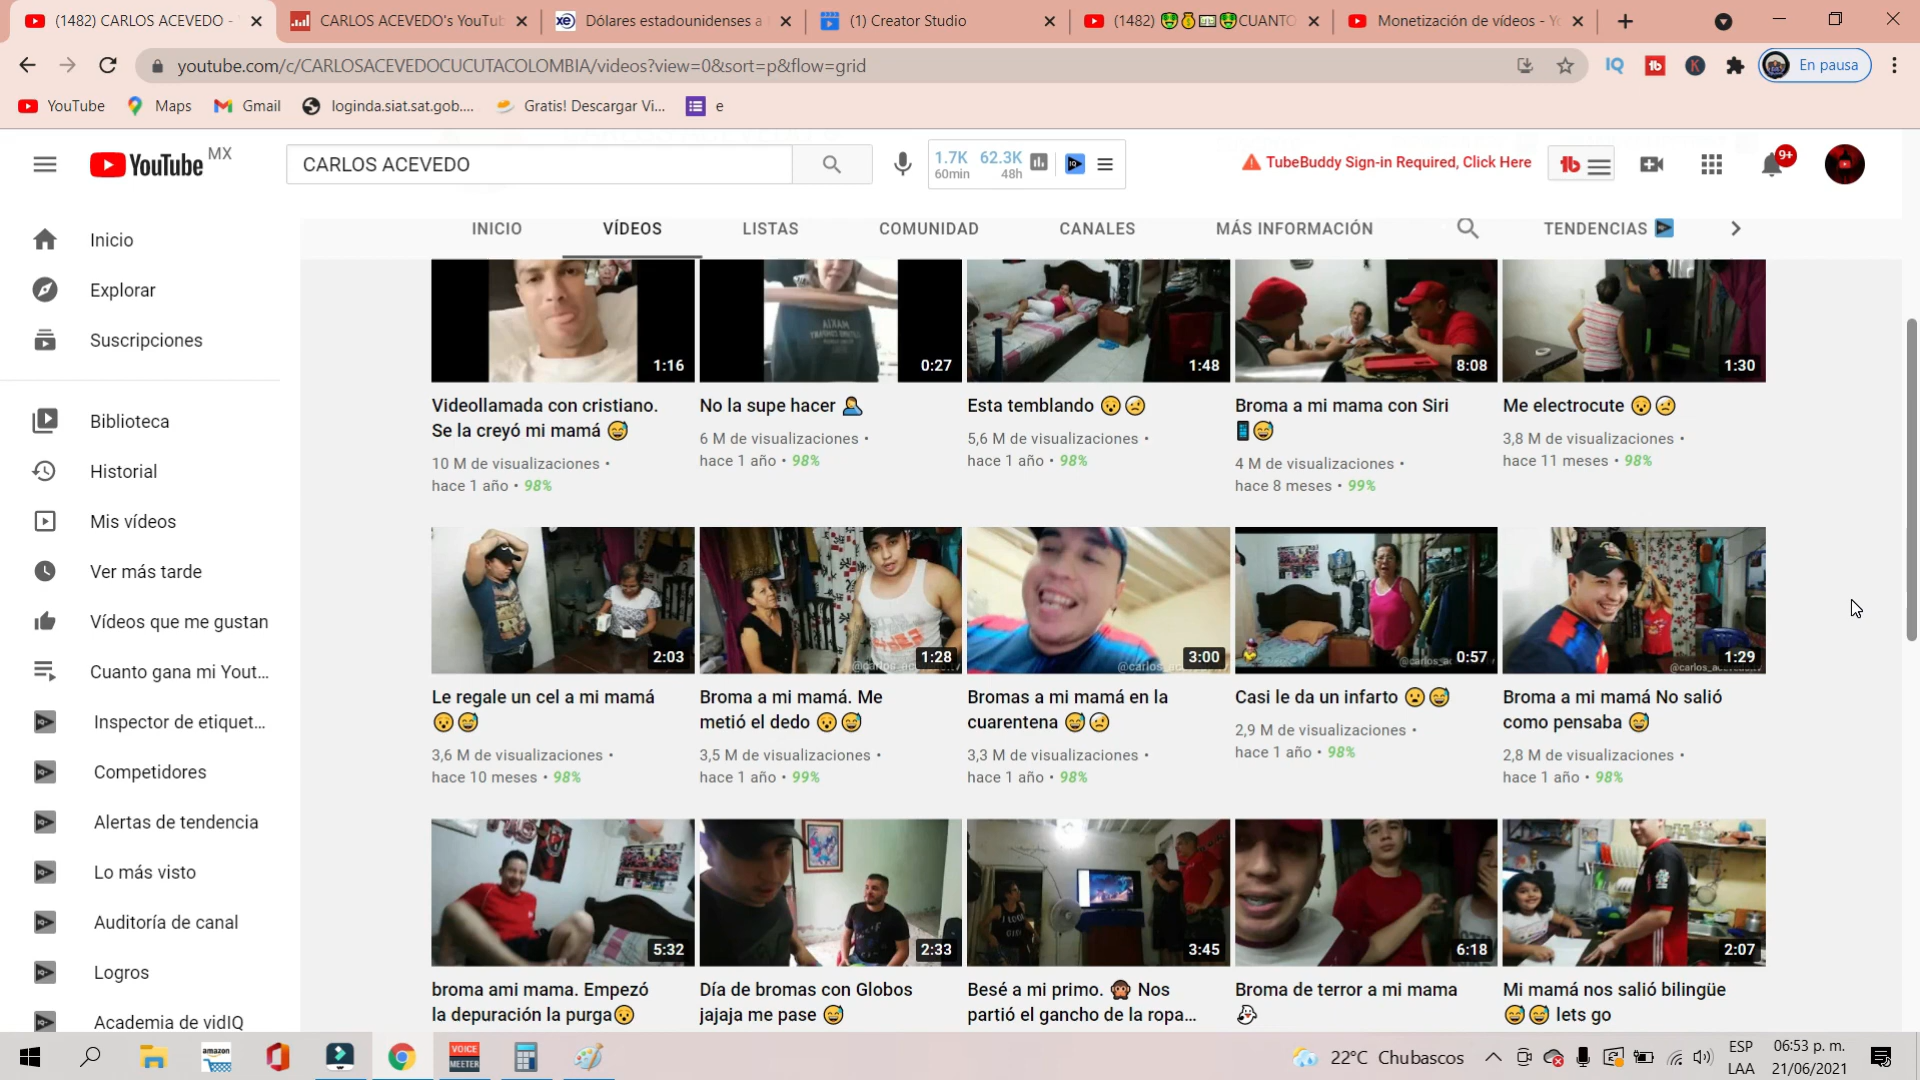 (1482) CARLOS ACEVEDO -
CARLOS ACEVEDO's YouTub
Dólares estadounidenses a
(1) Creator Studio
(1482) 🤑💰💵🤑CUANTO
Monetización de vídeos - Yo
youtube.com/c/CARLOSACEVEDOCUCUTACOLOMBIA/videos?view=0&sort=p&flow=grid
En pausa
YouTube
Maps
Gmail
loginda.siat.sat.gob....
Gratis! Descargar Vi...
e
YouTube MX
CARLOS ACEVEDO
1.7K 62.3K
60min 48h
TubeBuddy Sign-in Required, Click Here
9+
Inicio
Explorar
Suscripciones
Biblioteca
Historial
Mis vídeos
Ver más tarde
Vídeos que me gustan
Cuanto gana mi Yout...
Inspector de etiquet...
Competidores
Alertas de tendencia
Lo más visto
Auditoría de canal
Logros
Academia de vidIQ
INICIO VÍDEOS LISTAS COMUNIDAD CANALES MÁS INFORMACIÓN TENDENCIAS
1:16
Videollamada con cristiano.
Se la creyó mi mamá 😅
10 M de visualizaciones •
hace 1 año • 98%
0:27
No la supe hacer 🤦
6 M de visualizaciones •
hace 1 año • 98%
1:48
Esta temblando 😯🤕
5,6 M de visualizaciones •
hace 1 año • 98%
8:08
Broma a mi mama con Siri
📱😅
4 M de visualizaciones •
hace 8 meses • 99%
1:30
Me electrocute 😯🤕
3,8 M de visualizaciones •
hace 11 meses • 98%
2:03
Le regale un cel a mi mamá
😯😅
3,6 M de visualizaciones •
hace 10 meses • 98%
1:28
Broma a mi mamá. Me
metió el dedo 😯😅
3,5 M de visualizaciones •
hace 1 año • 99%
3:00
Bromas a mi mamá en la
cuarentena 😅🤕
3,3 M de visualizaciones •
hace 1 año • 98%
0:57
Casi le da un infarto 😦😅
2,9 M de visualizaciones •
hace 1 año • 98%
1:29
Broma a mi mamá No salió
como pensaba 😅
2,8 M de visualizaciones •
hace 1 año • 98%
5:32
broma ami mama. Empezó
la depuración la purga😯
2:33
Día de bromas con Globos
jajaja me pase 😅
3:45
Besé a mi primo. 🙊 Nos
partió el gancho de la ropa...
6:18
Broma de terror a mi mama
👻
2:07
Mi mamá nos salió bilingüe
😅😅 lets go
amazon
VOICE
MEETER
22°C Chubascos
ESP
LAA
06:53 p. m.
21/06/2021